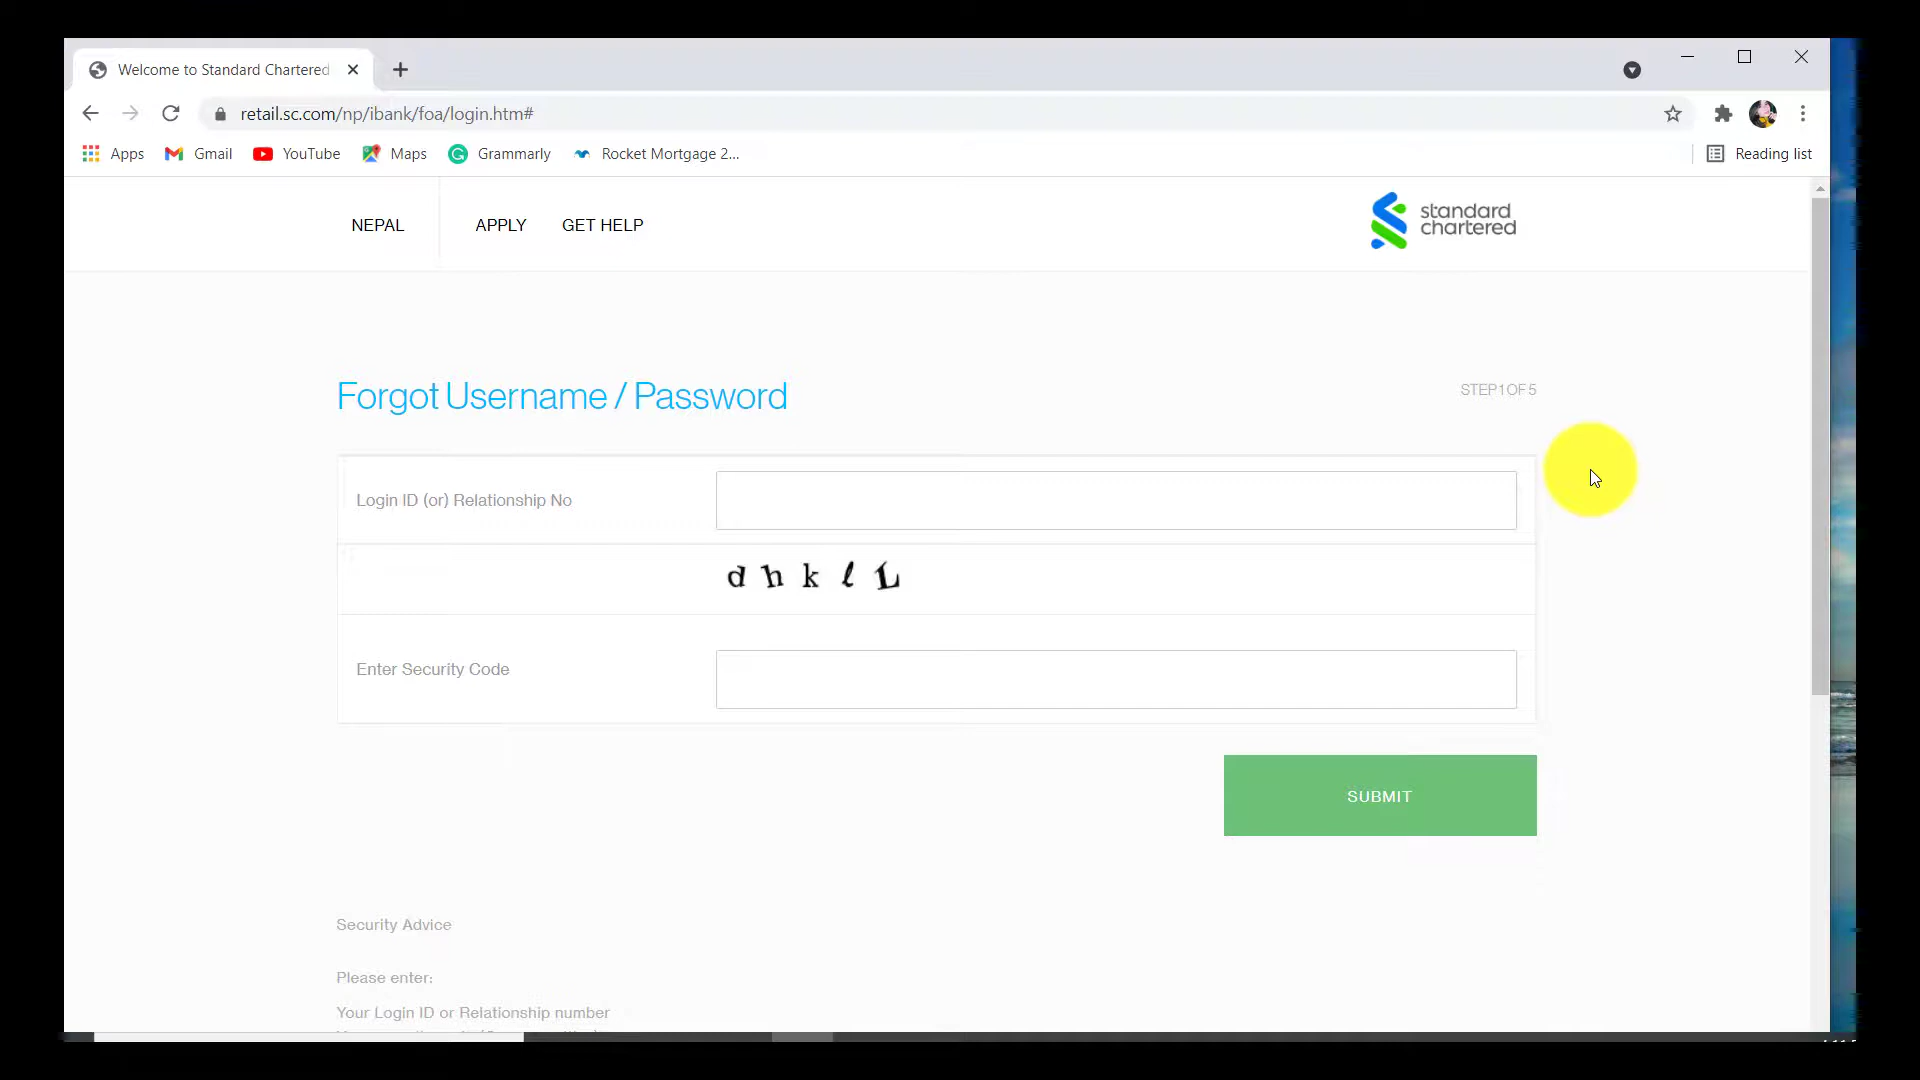 Welcome to Standard Chartered
retail.sc.com/np/ibank/foa/login.htm#
Apps Gmail YouTube Maps Grammarly Rocket Mortgage 2... Reading list
NEPAL APPLY GET HELP
standard
chartered
Forgot Username / Password
STEP 1 OF 5
Login ID (or) Relationship No
d h k l L
Enter Security Code
SUBMIT
Security Advice
Please enter:
Your Login ID or Relationship number